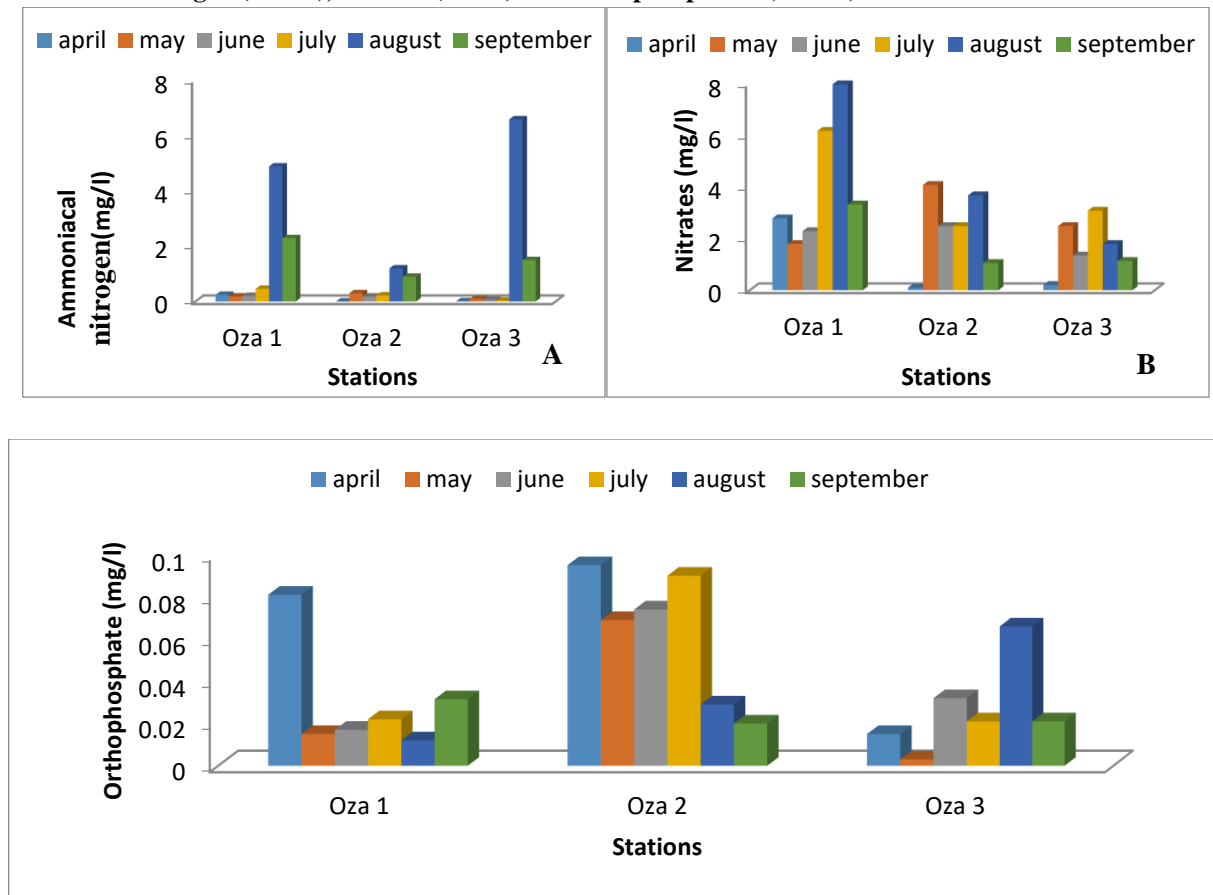 april may june july august september
8
6
4
2
0
Ammoniacal
nitrogen(mg/l)
Oza 1 Oza 2 Oza 3
A
Stations
april may june july august september
8
6
4
2
0
Nitrates (mg/l)
Oza 1 Oza 2 Oza 3
B
Stations
april may june july august september
0.1
0.08
0.06
0.04
0.02
0
Orthophosphate (mg/l)
Oza 1 Oza 2 Oza 3
Stations